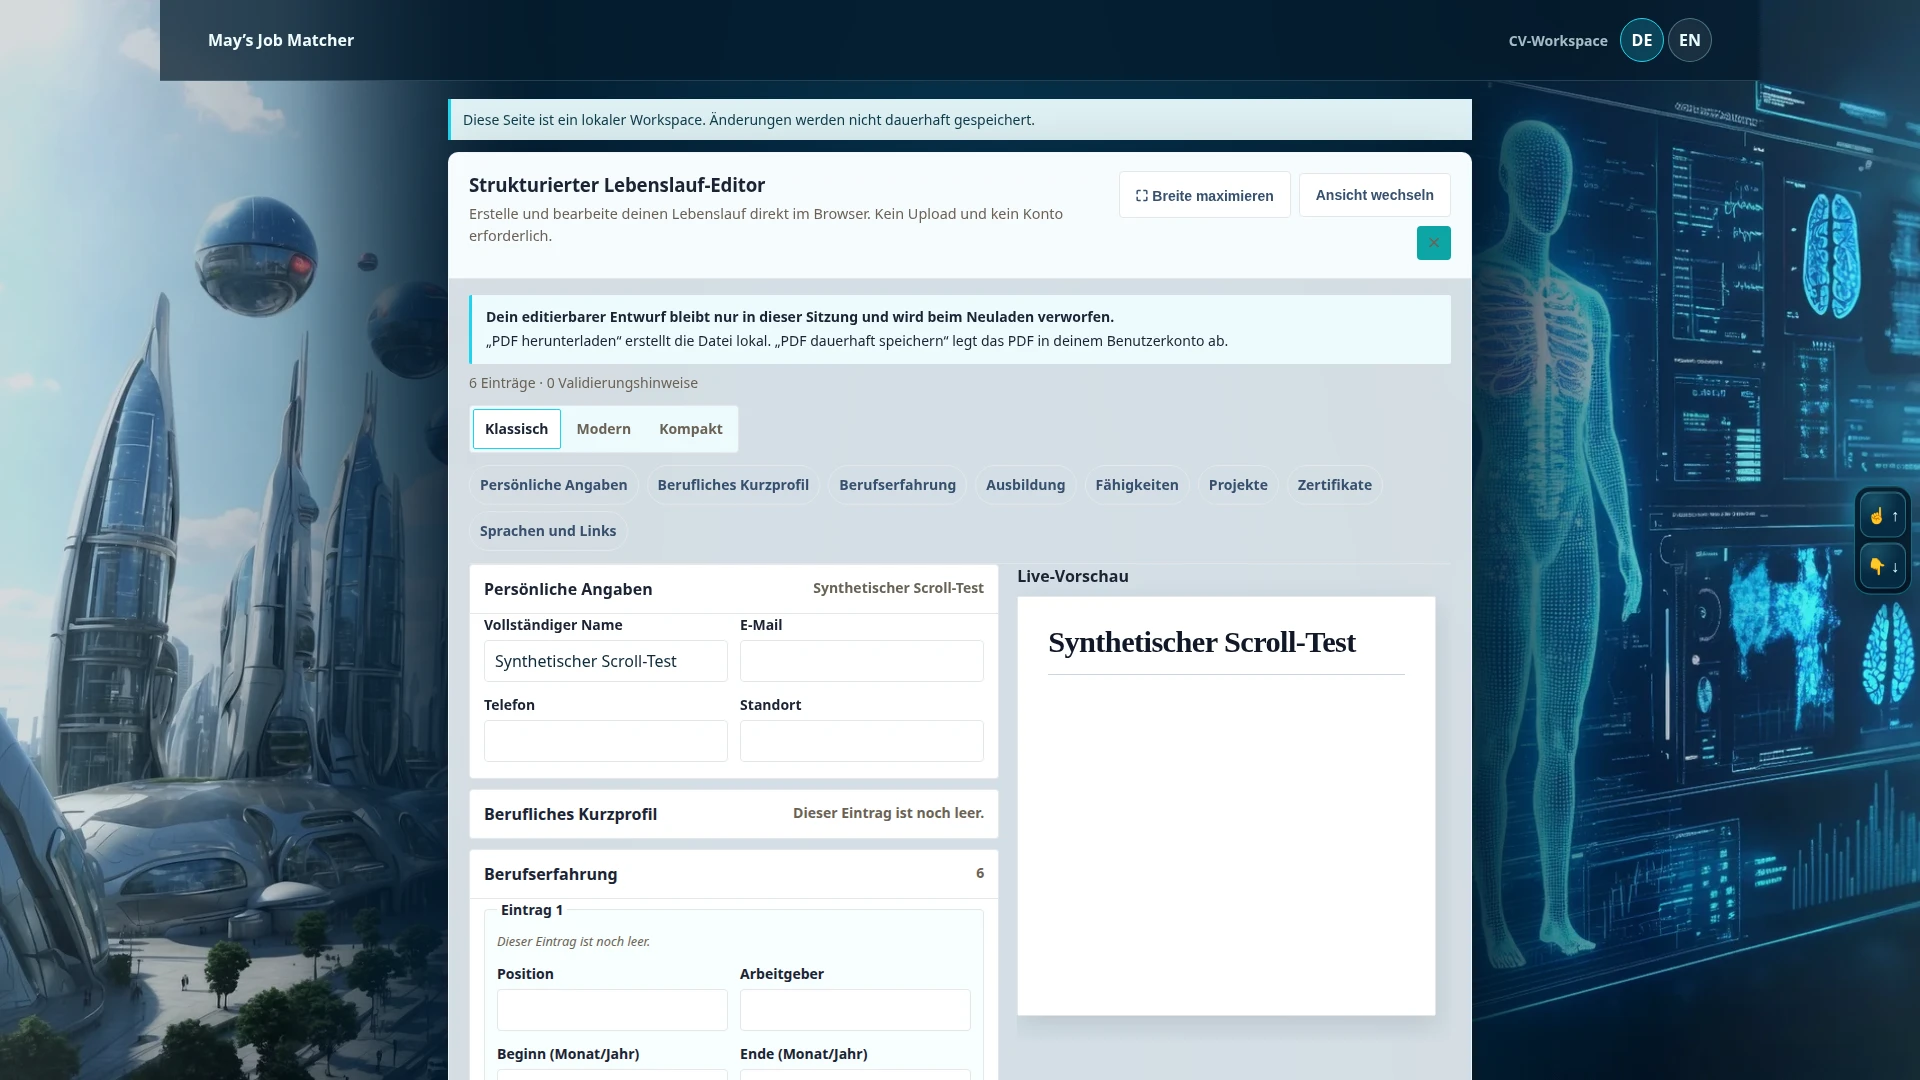 May’s Job Matcher
CV-Workspace
DE
EN
Diese Seite ist ein lokaler Workspace. Änderungen werden nicht dauerhaft gespeichert.
Strukturierter Lebenslauf-Editor
Erstelle und bearbeite deinen Lebenslauf direkt im Browser. Kein Upload und kein Konto
erforderlich.
Breite maximieren
Ansicht wechseln
Dein editierbarer Entwurf bleibt nur in dieser Sitzung und wird beim Neuladen verworfen.
„PDF herunterladen“ erstellt die Datei lokal. „PDF dauerhaft speichern“ legt das PDF in deinem Benutzerkonto ab.
6 Einträge · 0 Validierungshinweise
Klassisch
Modern
Kompakt
Persönliche Angaben
Berufliches Kurzprofil
Berufserfahrung
Ausbildung
Fähigkeiten
Projekte
Zertifikate
Sprachen und Links
Persönliche Angaben
Synthetischer Scroll-Test
Vollständiger Name
E-Mail
Synthetischer Scroll-Test
Telefon
Standort
Berufliches Kurzprofil
Dieser Eintrag ist noch leer.
Berufserfahrung
6
Eintrag 1
Dieser Eintrag ist noch leer.
Position
Arbeitgeber
Beginn (Monat/Jahr)
Ende (Monat/Jahr)
Live-Vorschau
Synthetischer Scroll-Test